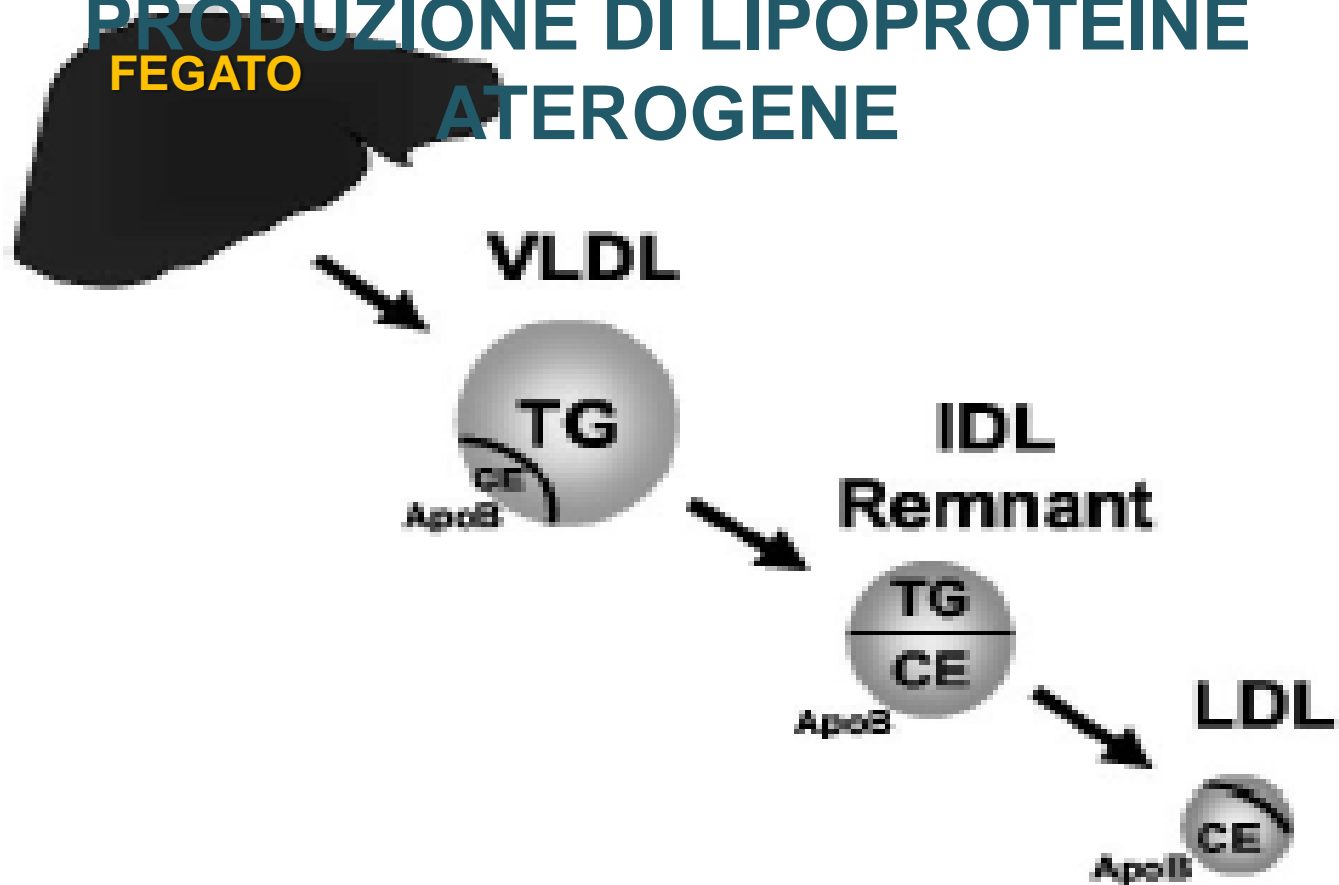 PRODUZIONE DI LIPOPROTEINE
ATEROGENE
FEGATO
VLDL
TG
CE
ApoB
IDL
Remnant
TG
CE
ApoB
LDL
CE
ApoB